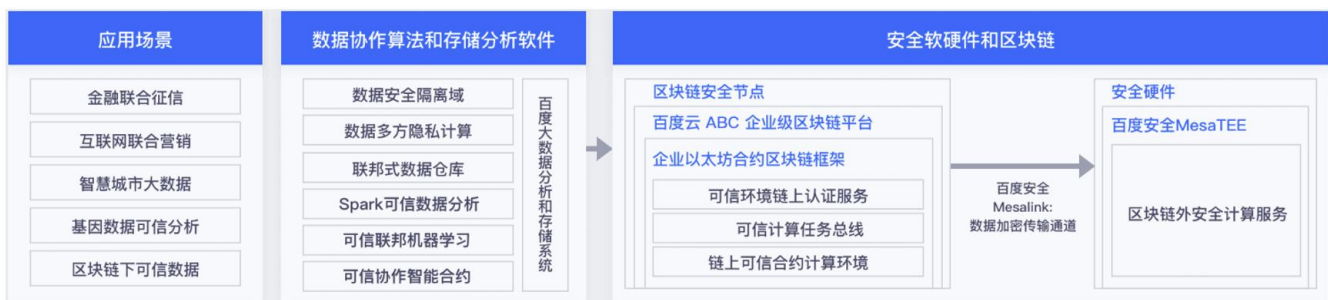 应用场景
金融联合征信
互联网联合营销
智慧城市大数据
基因数据可信分析
区块链下可信数据
数据协作算法和存储分析软件
数据安全隔离域
数据多方隐私计算
联邦式数据仓库
Spark可信数据分析
可信联邦机器学习
可信协作智能合约
百度大数据分析和存储系统
安全软硬件和区块链
区块链安全节点
百度云 ABC 企业级区块链平台
企业以太坊合约区块链框架
可信环境链上认证服务
可信计算任务总线
链上可信合约计算环境
百度安全
Mesalink:
数据加密传输通道
安全硬件
百度安全MesaTEE
区块链外安全计算服务